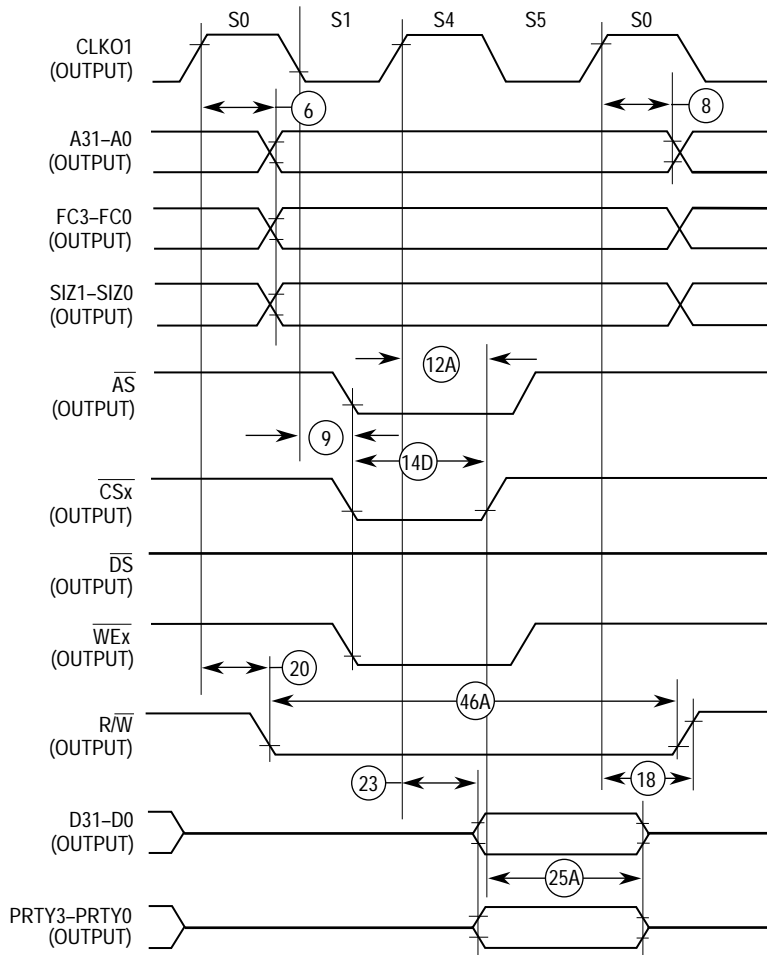 S0 S1 S4 S5 S0
CLKO1
(OUTPUT)
6 8
A31–A0
(OUTPUT)
FC3–FC0
(OUTPUT)
SIZ1–SIZ0
(OUTPUT)
12A
AS
(OUTPUT)
9
14D
CSx
(OUTPUT)
DS
(OUTPUT)
WEx
(OUTPUT)
20
46A
R/W
(OUTPUT)
23 18
D31–D0
(OUTPUT)
25A
PRTY3–PRTY0
(OUTPUT)